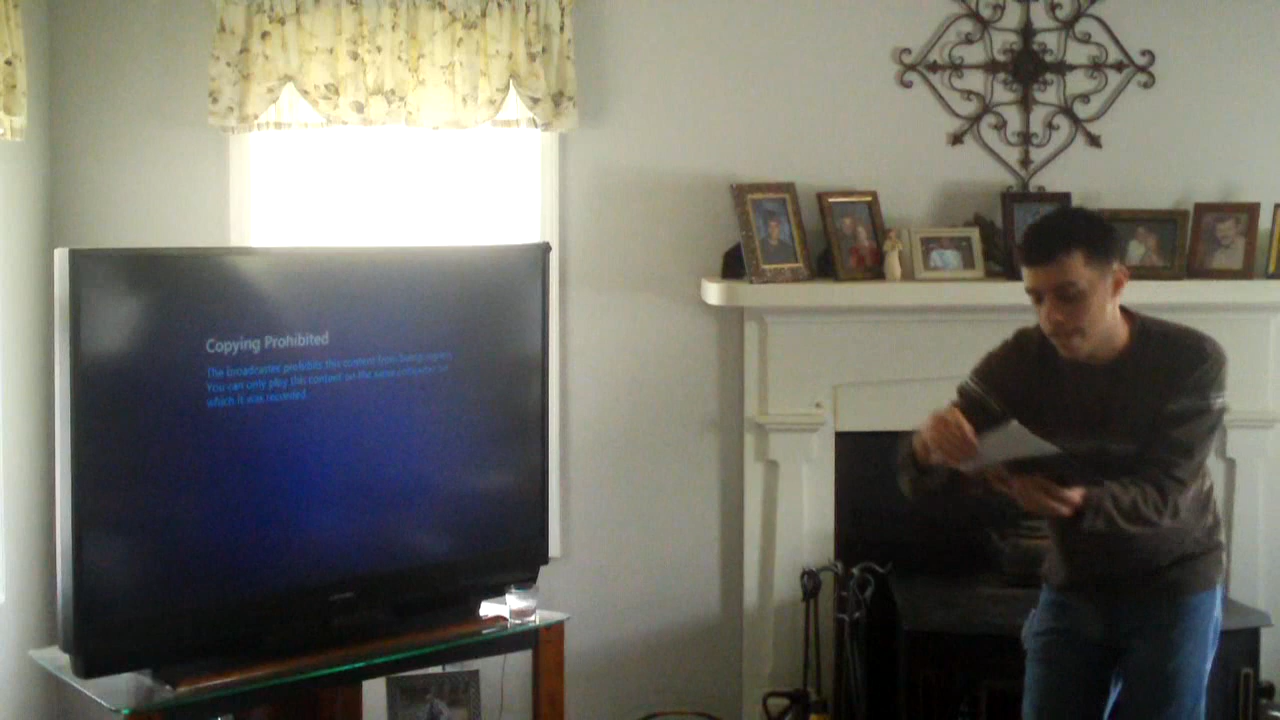 Copying Prohibited
The broadcaster prohibits this content from being copied.
You can only play this content on the same computer on
which it was recorded.